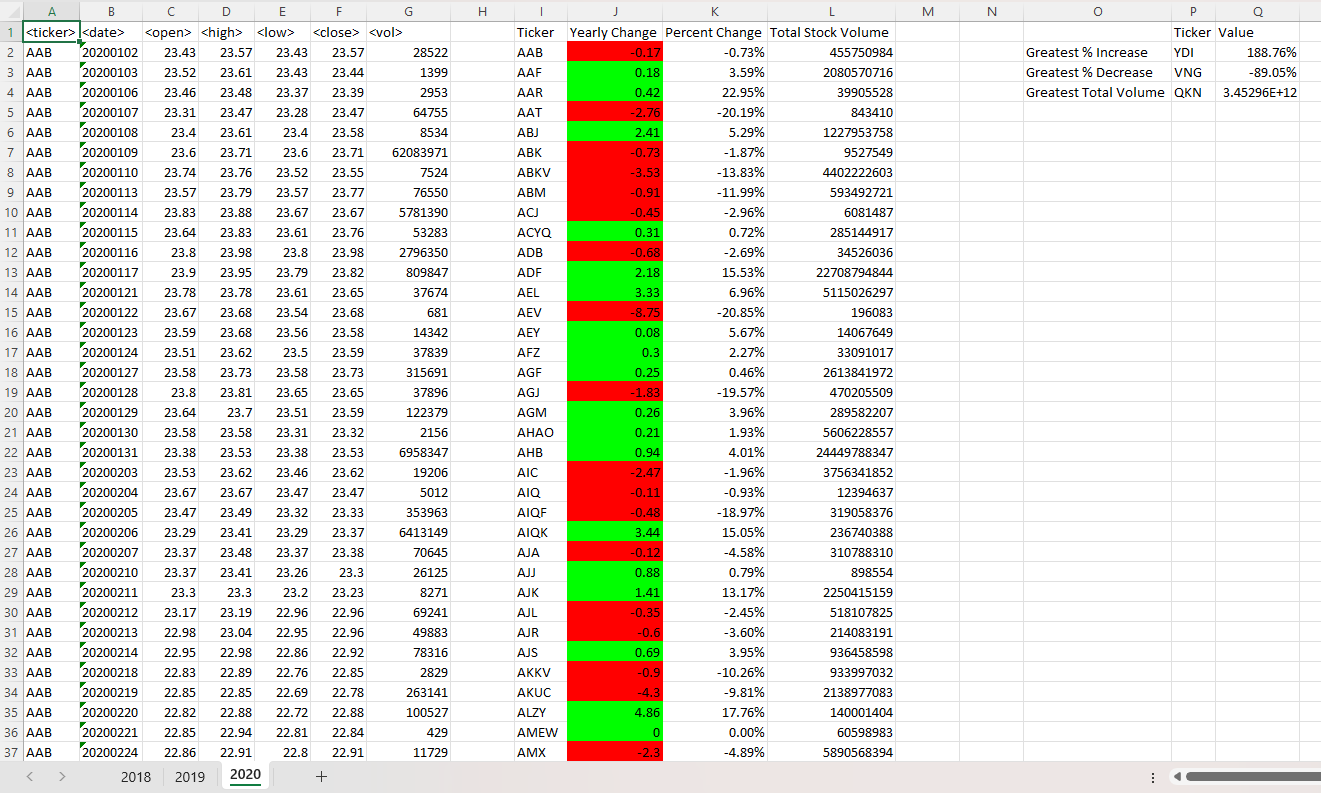 A B C D E F G H I J K L M N O P Q
1 <ticker> <date> <open> <high> <low> <close> <vol> Ticker Yearly Change Percent Change Total Stock Volume Ticker Value
2 AAB 20200102 23.43 23.57 23.43 23.57 28522 AAB -0.17 -0.73% 455750984 Greatest % Increase YDI 188.76%
3 AAB 20200103 23.52 23.61 23.43 23.44 1399 AAF 0.18 3.59% 2080570716 Greatest % Decrease VNG -89.05%
4 AAB 20200106 23.46 23.48 23.37 23.39 2953 AAR 0.42 22.95% 39905528 Greatest Total Volume QKN 3.45296E+12
5 AAB 20200107 23.31 23.47 23.28 23.47 64755 AAT -2.76 -20.19% 843410
6 AAB 20200108 23.4 23.61 23.4 23.58 8534 ABJ 2.41 5.29% 1227953758
7 AAB 20200109 23.6 23.71 23.6 23.71 62083971 ABK -0.73 -1.87% 9527549
8 AAB 20200110 23.74 23.76 23.52 23.55 7524 ABKV -3.53 -13.83% 4402222603
9 AAB 20200113 23.57 23.79 23.57 23.77 76550 ABM -0.91 -11.99% 593492721
10 AAB 20200114 23.83 23.88 23.67 23.67 5781390 ACJ -0.45 -2.96% 6081487
11 AAB 20200115 23.64 23.83 23.61 23.76 53283 ACYQ 0.31 0.72% 285144917
12 AAB 20200116 23.8 23.98 23.8 23.98 2796350 ADB -0.68 -2.69% 34526036
13 AAB 20200117 23.9 23.95 23.79 23.82 809847 ADF 2.18 15.53% 22708794844
14 AAB 20200121 23.78 23.78 23.61 23.65 37674 AEL 3.33 6.96% 5115026297
15 AAB 20200122 23.67 23.68 23.54 23.68 681 AEV -8.75 -20.85% 196083
16 AAB 20200123 23.59 23.68 23.56 23.58 14342 AEY 0.08 5.67% 14067649
17 AAB 20200124 23.51 23.62 23.5 23.59 37839 AFZ 0.3 2.27% 33091017
18 AAB 20200127 23.58 23.73 23.58 23.73 315691 AGF 0.25 0.46% 2613841972
19 AAB 20200128 23.8 23.81 23.65 23.65 37896 AGJ -1.83 -19.57% 470205509
20 AAB 20200129 23.64 23.7 23.51 23.59 122379 AGM 0.26 3.96% 289582207
21 AAB 20200130 23.58 23.58 23.31 23.32 2156 AHAO 0.21 1.93% 5606228557
22 AAB 20200131 23.38 23.53 23.38 23.53 6958347 AHB 0.94 4.01% 24449788347
23 AAB 20200203 23.53 23.62 23.46 23.62 19206 AIC -2.47 -1.96% 3756341852
24 AAB 20200204 23.67 23.67 23.47 23.47 5012 AIQ -0.11 -0.93% 12394637
25 AAB 20200205 23.47 23.49 23.32 23.33 353963 AIQF -0.48 -18.97% 319058376
26 AAB 20200206 23.29 23.41 23.29 23.37 6413149 AIQK 3.44 15.05% 236740388
27 AAB 20200207 23.37 23.48 23.37 23.38 70645 AJA -0.12 -4.58% 310788310
28 AAB 20200210 23.37 23.41 23.26 23.3 26125 AJJ 0.88 0.79% 898554
29 AAB 20200211 23.3 23.3 23.2 23.23 8271 AJK 1.41 13.17% 2250415159
30 AAB 20200212 23.17 23.19 22.96 22.96 69241 AJL -0.35 -2.45% 518107825
31 AAB 20200213 22.98 23.04 22.95 22.96 49883 AJR -0.6 -3.60% 214083191
32 AAB 20200214 22.95 22.98 22.86 22.92 78316 AJS 0.69 3.95% 936458598
33 AAB 20200218 22.83 22.89 22.76 22.85 2829 AKKV -0.9 -10.26% 933997032
34 AAB 20200219 22.85 22.85 22.69 22.78 263141 AKUC -4.3 -9.81% 2138977083
35 AAB 20200220 22.82 22.88 22.72 22.88 100527 ALZY 4.86 17.76% 140001404
36 AAB 20200221 22.85 22.94 22.81 22.84 429 AMEW 0 0.00% 60598983
37 AAB 20200224 22.86 22.91 22.8 22.91 11729 AMX -2.3 -4.89% 5890568394
2018 2019 2020